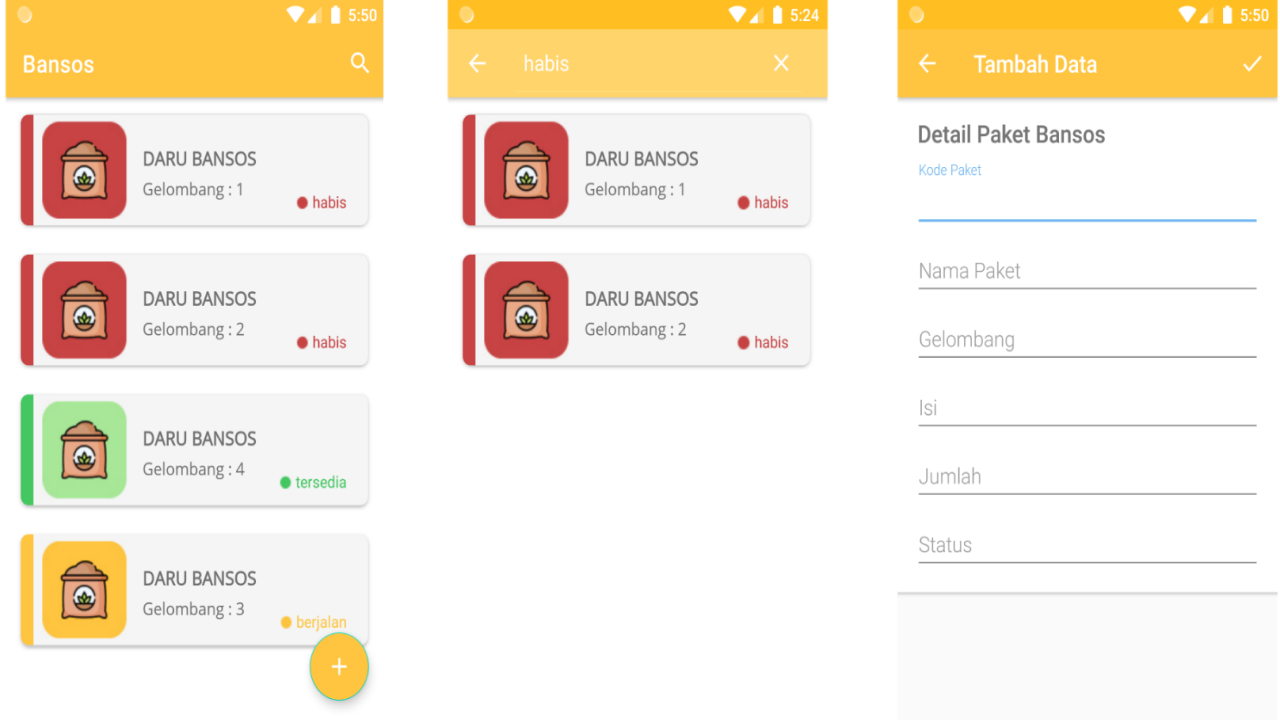 5:50
Bansos
DARU BANSOS
Gelombang : 1
habis
DARU BANSOS
Gelombang : 2
habis
DARU BANSOS
Gelombang : 4
tersedia
DARU BANSOS
Gelombang : 3
berjalan
+
5:24
habis
DARU BANSOS
Gelombang : 1
habis
DARU BANSOS
Gelombang : 2
habis
5:50
Tambah Data
Detail Paket Bansos
Kode Paket
Nama Paket
Gelombang
Isi
Jumlah
Status